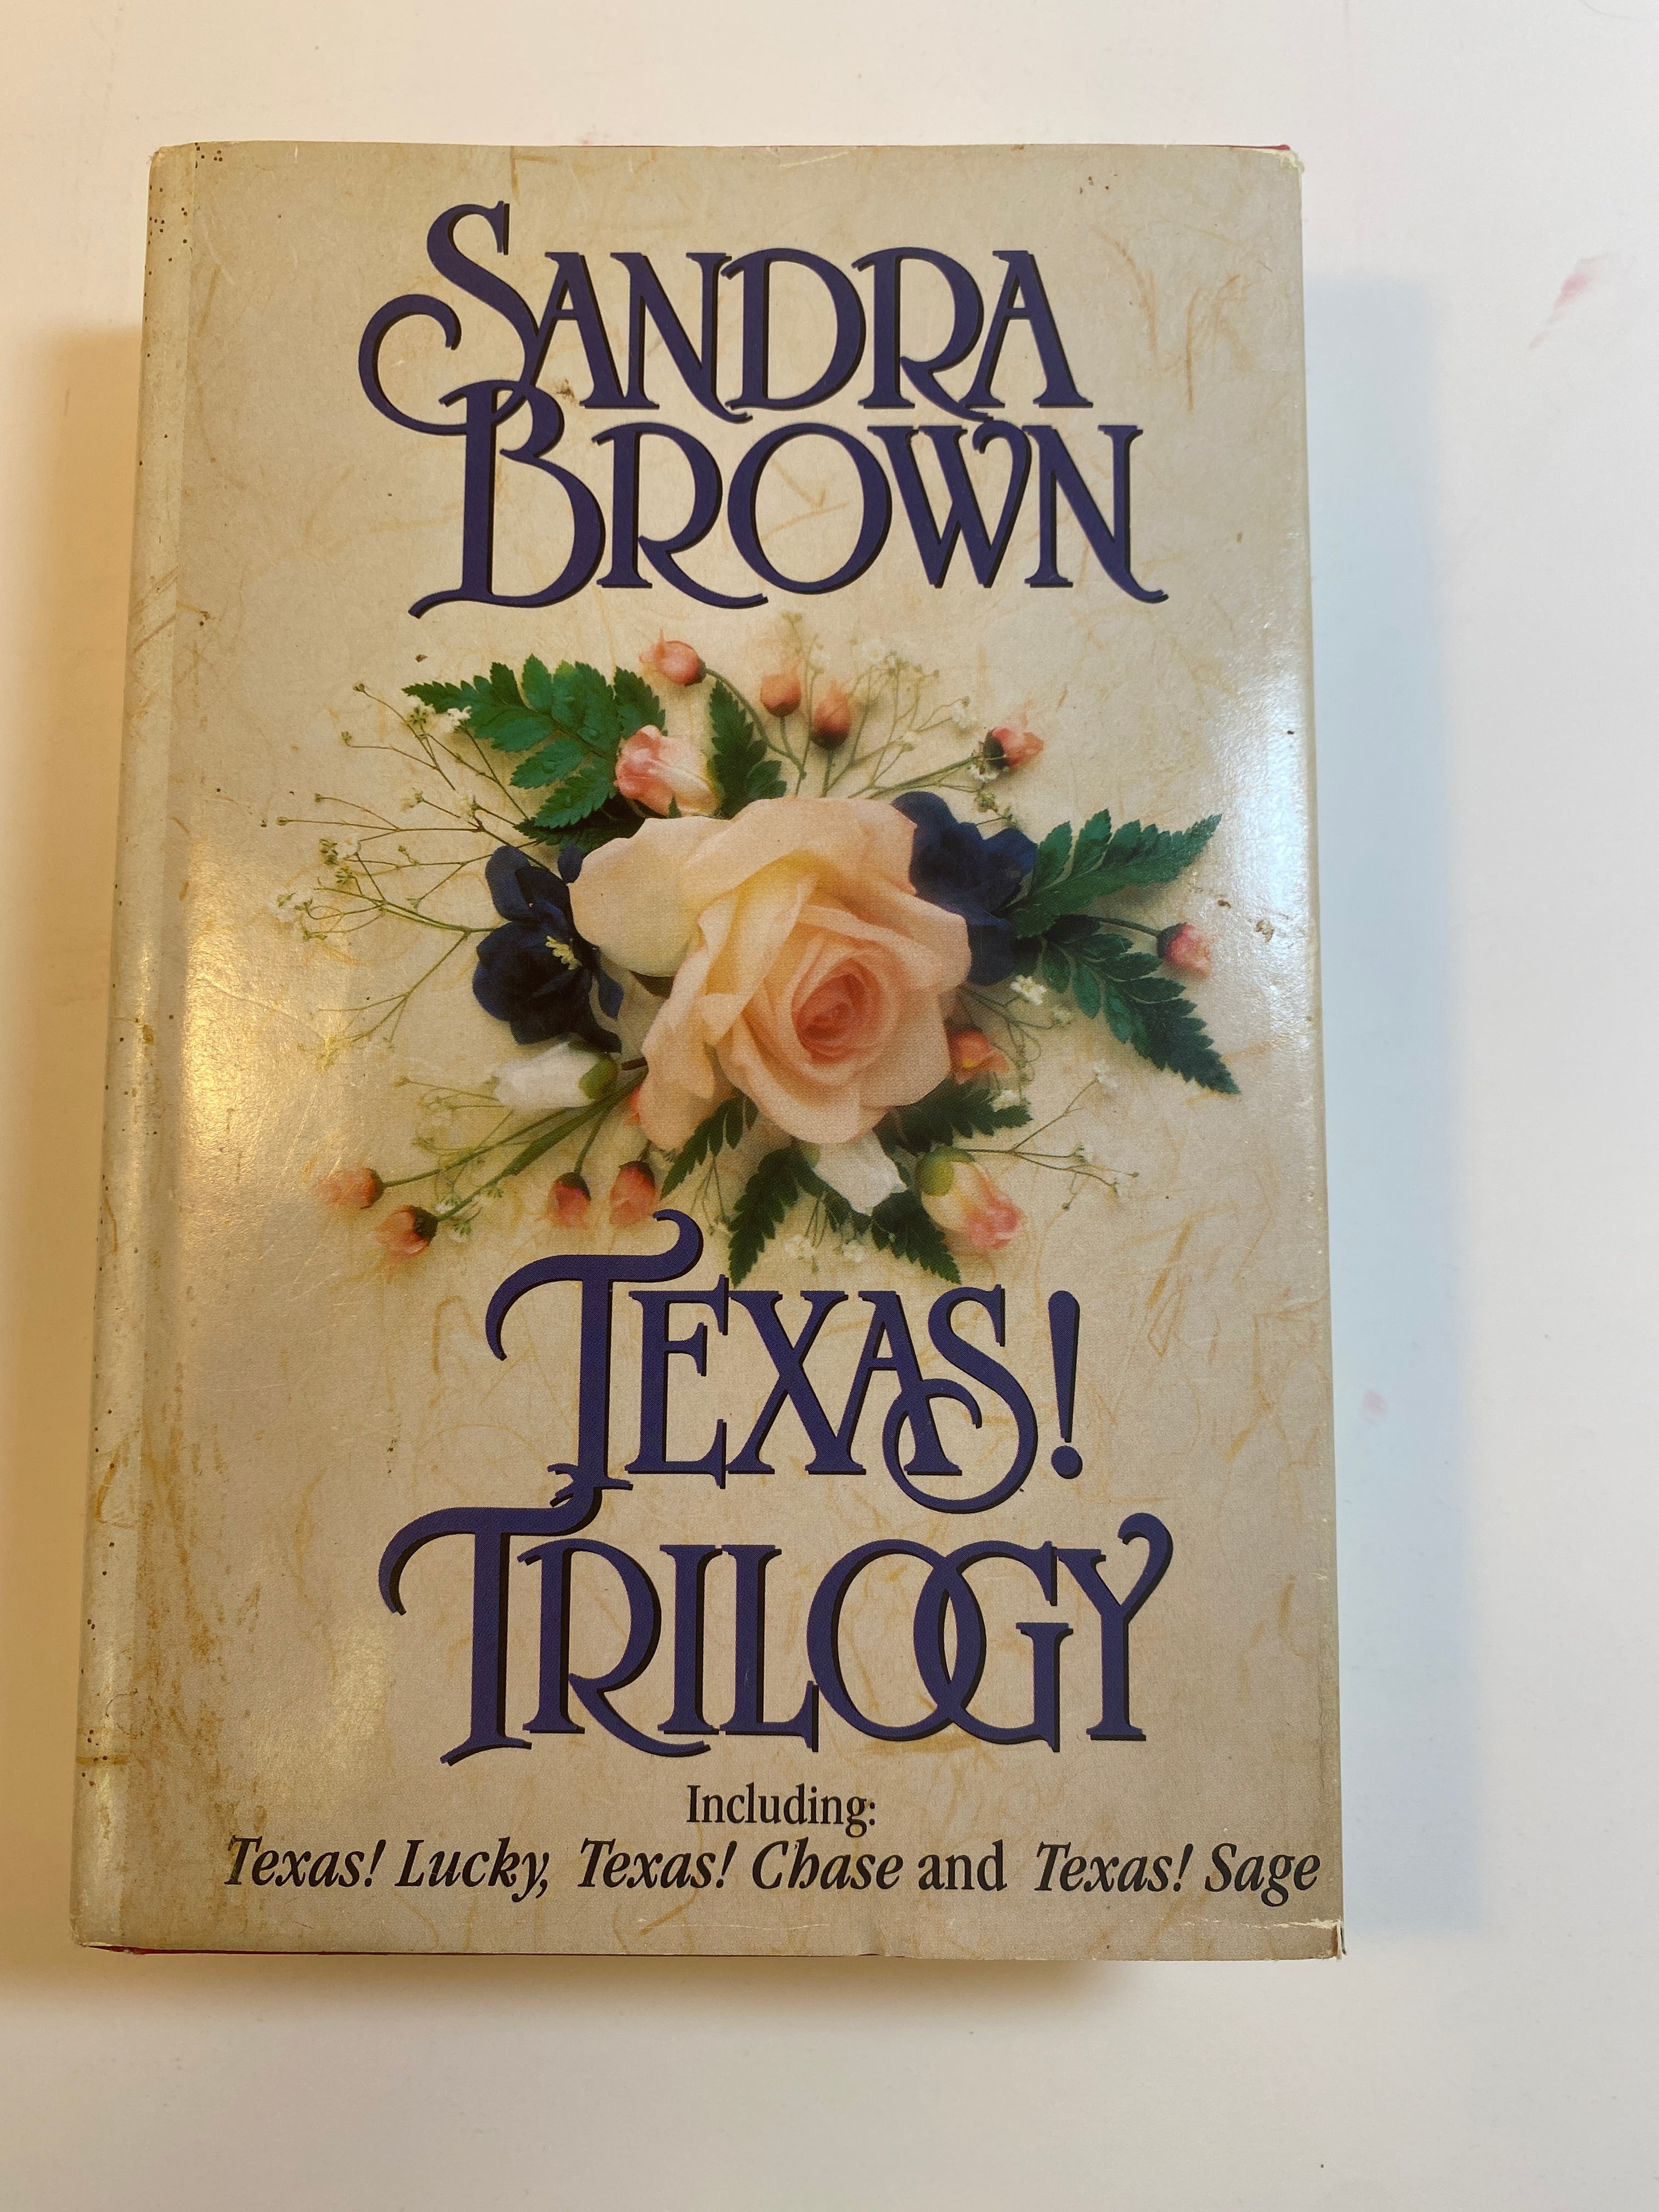 SANDRA
BROWN
TEXAS!
TRILOGY
Including:
Texas! Lucky, Texas! Chase and Texas! Sage